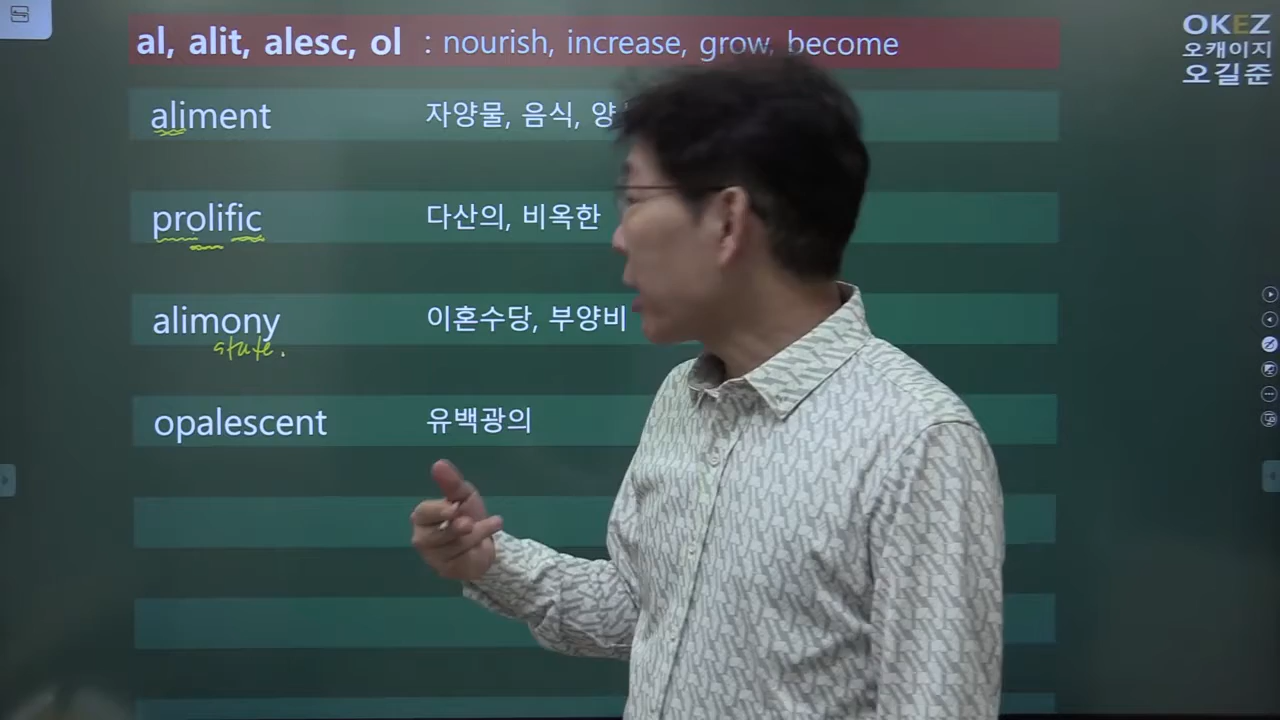 al, alit, alesc, ol : nourish, increase, grow, become
OKEZ
오캐이지
오길준
aliment 자양물, 음식,
prolific 다산의, 비옥한
alimony 이혼수당, 부양비
state.
opalescent 유백광의